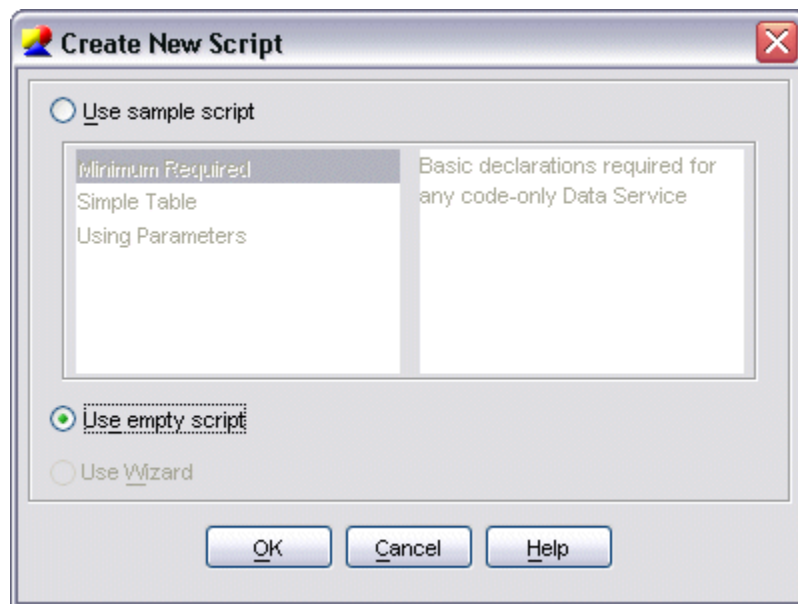 Create New Script
Use sample script
Minimum Required
Simple Table
Using Parameters
Basic declarations required for
any code-only Data Service
Use empty script
Use Wizard
OK
Cancel
Help